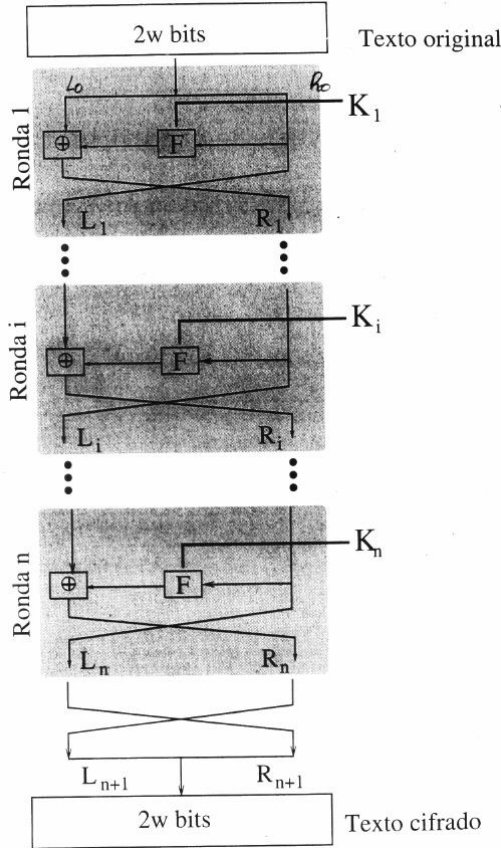 2w bits
Texto original
L0
R0
K1
Ronda 1
⊕
F
L1
R1
Ki
Ronda i
⊕
F
Li
Ri
Kn
Ronda n
⊕
F
Ln
Rn
Ln+1
Rn+1
2w bits
Texto cifrado